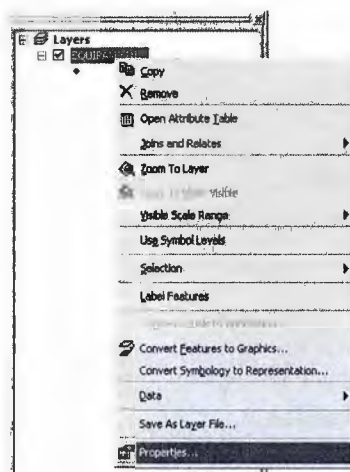 Layers
Copy
Remove
Open Attribute Table
Joins and Relates
Zoom To Layer
Visible
Visible Scale Range
Use Symbol Levels
Selection
Label Features
Convert Features to Graphics...
Convert Symbology to Representation...
Data
Save As Layer File...
Properties...